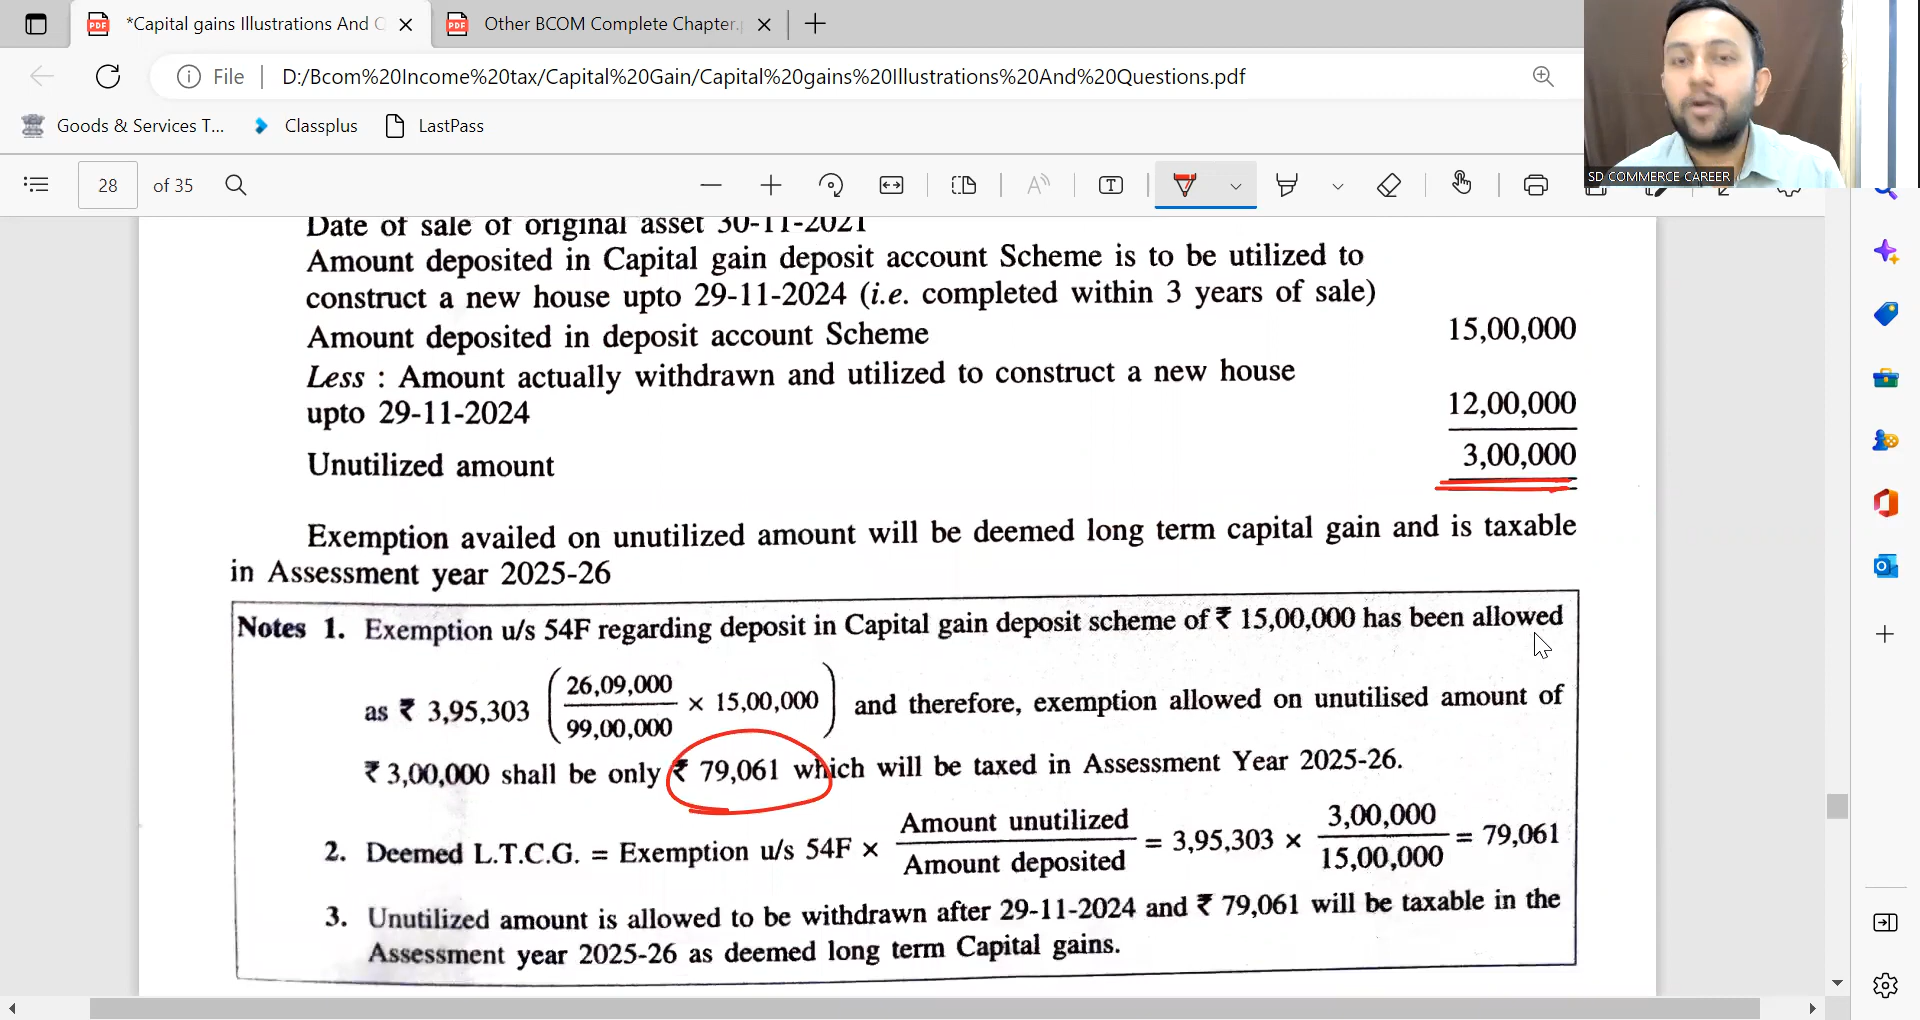 *Capital gains Illustrations And
Other BCOM Complete Chapter.
File
D:/Bcom%20Income%20tax/Capital%20Gain/Capital%20gains%20Illustrations%20And%20Questions.pdf
Goods & Services T...
Classplus
LastPass
SD COMMERCE CAREER
28 of 35
Date of sale of original asset 30-11-2021
Amount deposited in Capital gain deposit account Scheme is to be utilized to
construct a new house upto 29-11-2024 (i.e. completed within 3 years of sale)
Amount deposited in deposit account Scheme 15,00,000
Less : Amount actually withdrawn and utilized to construct a new house
upto 29-11-2024 12,00,000
Unutilized amount 3,00,000
Exemption availed on unutilized amount will be deemed long term capital gain and is taxable
in Assessment year 2025-26
Notes 1. Exemption u/s 54F regarding deposit in Capital gain deposit scheme of ₹ 15,00,000 has been allowed
as ₹ 3,95,303 (26,09,000/99,00,000 × 15,00,000) and therefore, exemption allowed on unutilised amount of
₹ 3,00,000 shall be only ₹ 79,061 which will be taxed in Assessment Year 2025-26.
2. Deemed L.T.C.G. = Exemption u/s 54F × Amount unutilized/Amount deposited = 3,95,303 × 3,00,000/15,00,000 = 79,061
3. Unutilized amount is allowed to be withdrawn after 29-11-2024 and ₹ 79,061 will be taxable in the
Assessment year 2025-26 as deemed long term Capital gains.